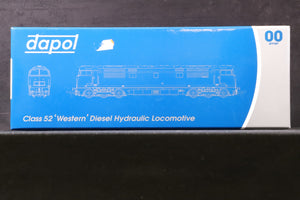 dapol
00
gauge
Class 52 'Western' Diesel Hydraulic Locomotive